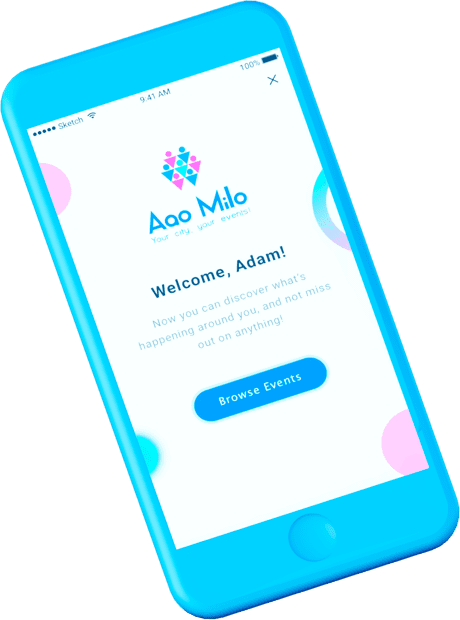 Sketch 9:41 AM 100%
Aao Milo
Your city, your events!
Welcome, Adam!
Now you can discover what's
happening around you, and not miss
out on anything!
Browse Events